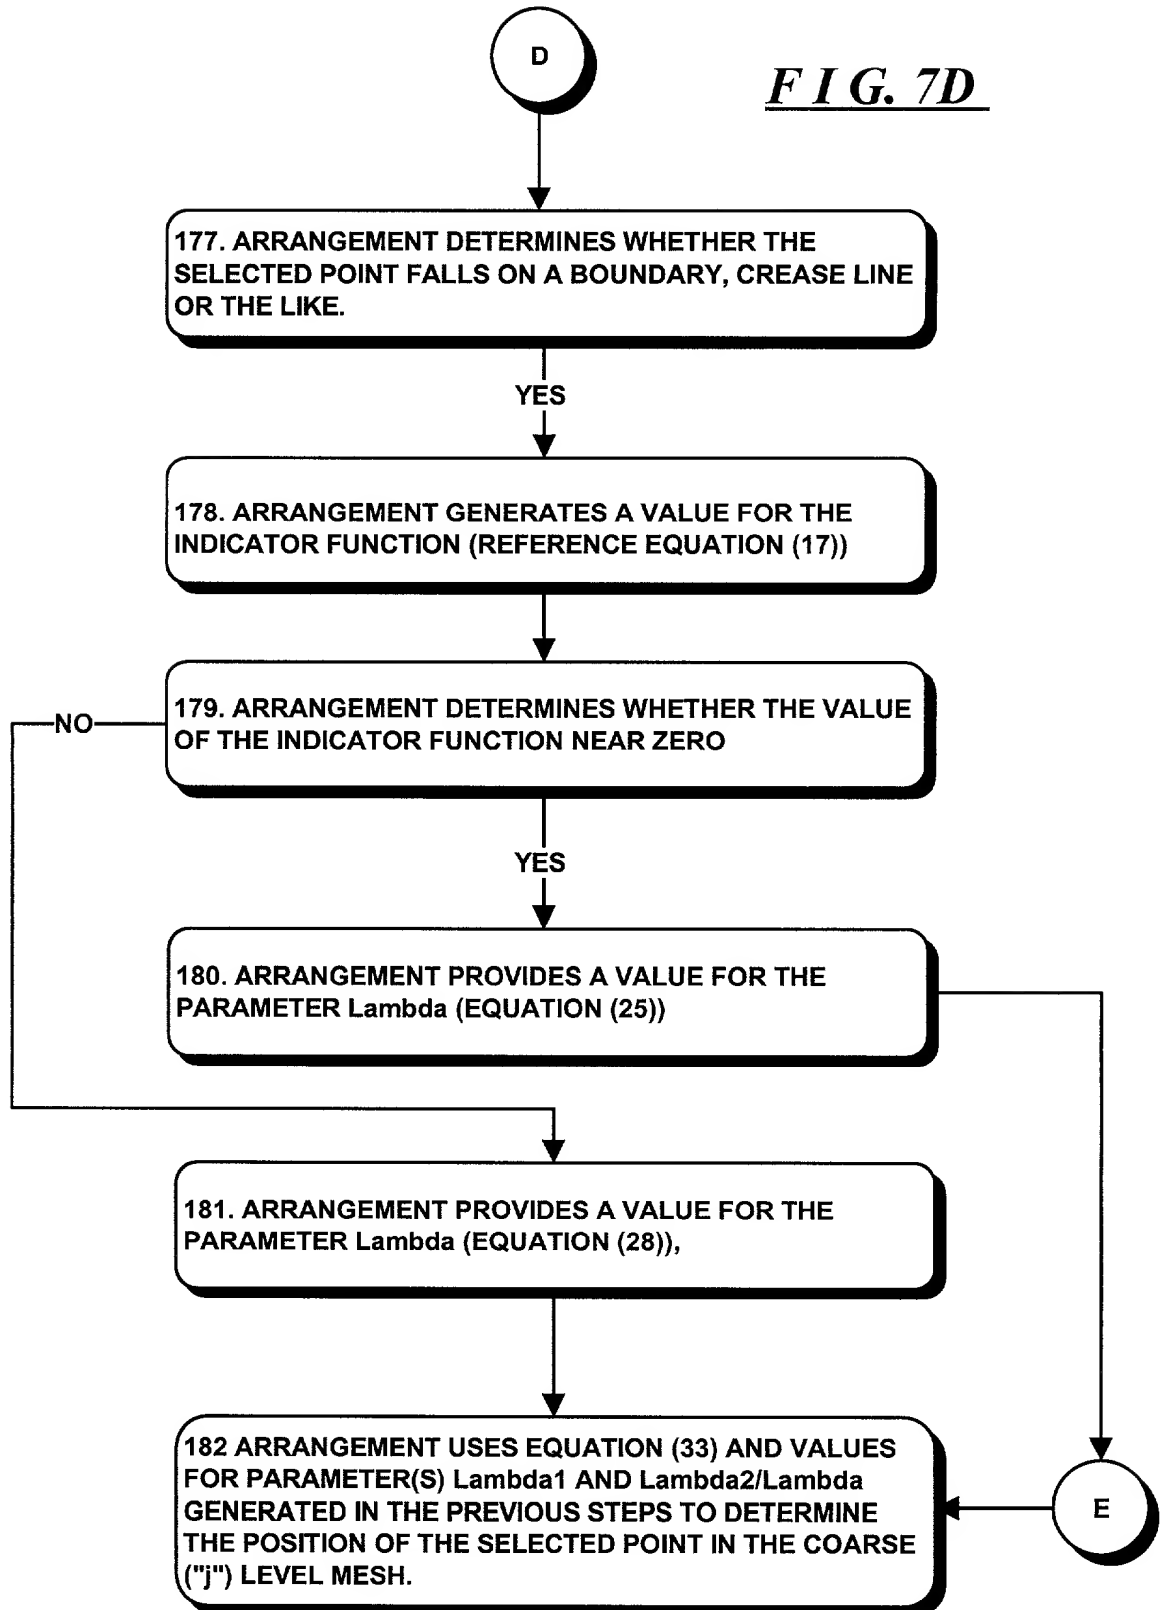 D
F I G. 7D
177. ARRANGEMENT DETERMINES WHETHER THE
SELECTED POINT FALLS ON A BOUNDARY, CREASE LINE
OR THE LIKE.
YES
178. ARRANGEMENT GENERATES A VALUE FOR THE
INDICATOR FUNCTION (REFERENCE EQUATION (17))
179. ARRANGEMENT DETERMINES WHETHER THE VALUE
OF THE INDICATOR FUNCTION NEAR ZERO
NO
YES
180. ARRANGEMENT PROVIDES A VALUE FOR THE
PARAMETER Lambda (EQUATION (25))
181. ARRANGEMENT PROVIDES A VALUE FOR THE
PARAMETER Lambda (EQUATION (28)),
182 ARRANGEMENT USES EQUATION (33) AND VALUES
FOR PARAMETER(S) Lambda1 AND Lambda2/Lambda
GENERATED IN THE PREVIOUS STEPS TO DETERMINE
THE POSITION OF THE SELECTED POINT IN THE COARSE
("j") LEVEL MESH.
E